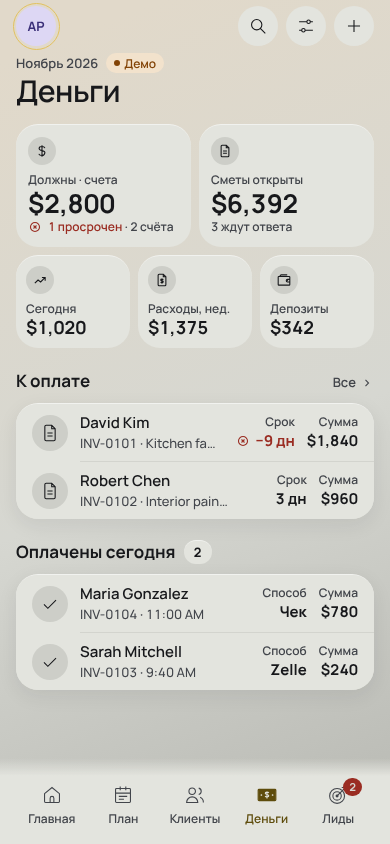 AP
Ноябрь 2026 Демо
Деньги
Должны · счета
$2,800
1 просрочен · 2 счёта
Сметы открыты
$6,392
3 ждут ответа
Сегодня
$1,020
Расходы, нед.
$1,375
Депозиты
$342
К оплате
Все
David Kim
INV-0101 · Kitchen fa...
Срок
−9 дн
Сумма
$1,840
Robert Chen
INV-0102 · Interior pain...
Срок
3 дн
Сумма
$960
Оплачены сегодня 2
Maria Gonzalez
INV-0104 · 11:00 AM
Способ
Чек
Сумма
$780
Sarah Mitchell
INV-0103 · 9:40 AM
Способ
Zelle
Сумма
$240
Главная
План
Клиенты
Деньги
2
Лиды